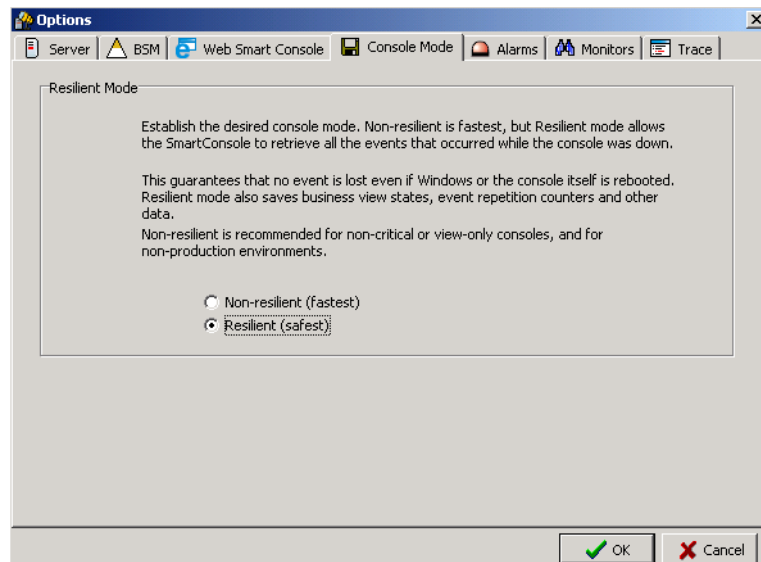 Options
Server BSM Web Smart Console Console Mode Alarms Monitors Trace
Resilient Mode
Establish the desired console mode. Non-resilient is fastest, but Resilient mode allows
the SmartConsole to retrieve all the events that occurred while the console was down.
This guarantees that no event is lost even if Windows or the console itself is rebooted.
Resilient mode also saves business view states, event repetition counters and other
data.
Non-resilient is recommended for non-critical or view-only consoles, and for
non-production environments.
Non-resilient (fastest)
Resilient (safest)
OK Cancel